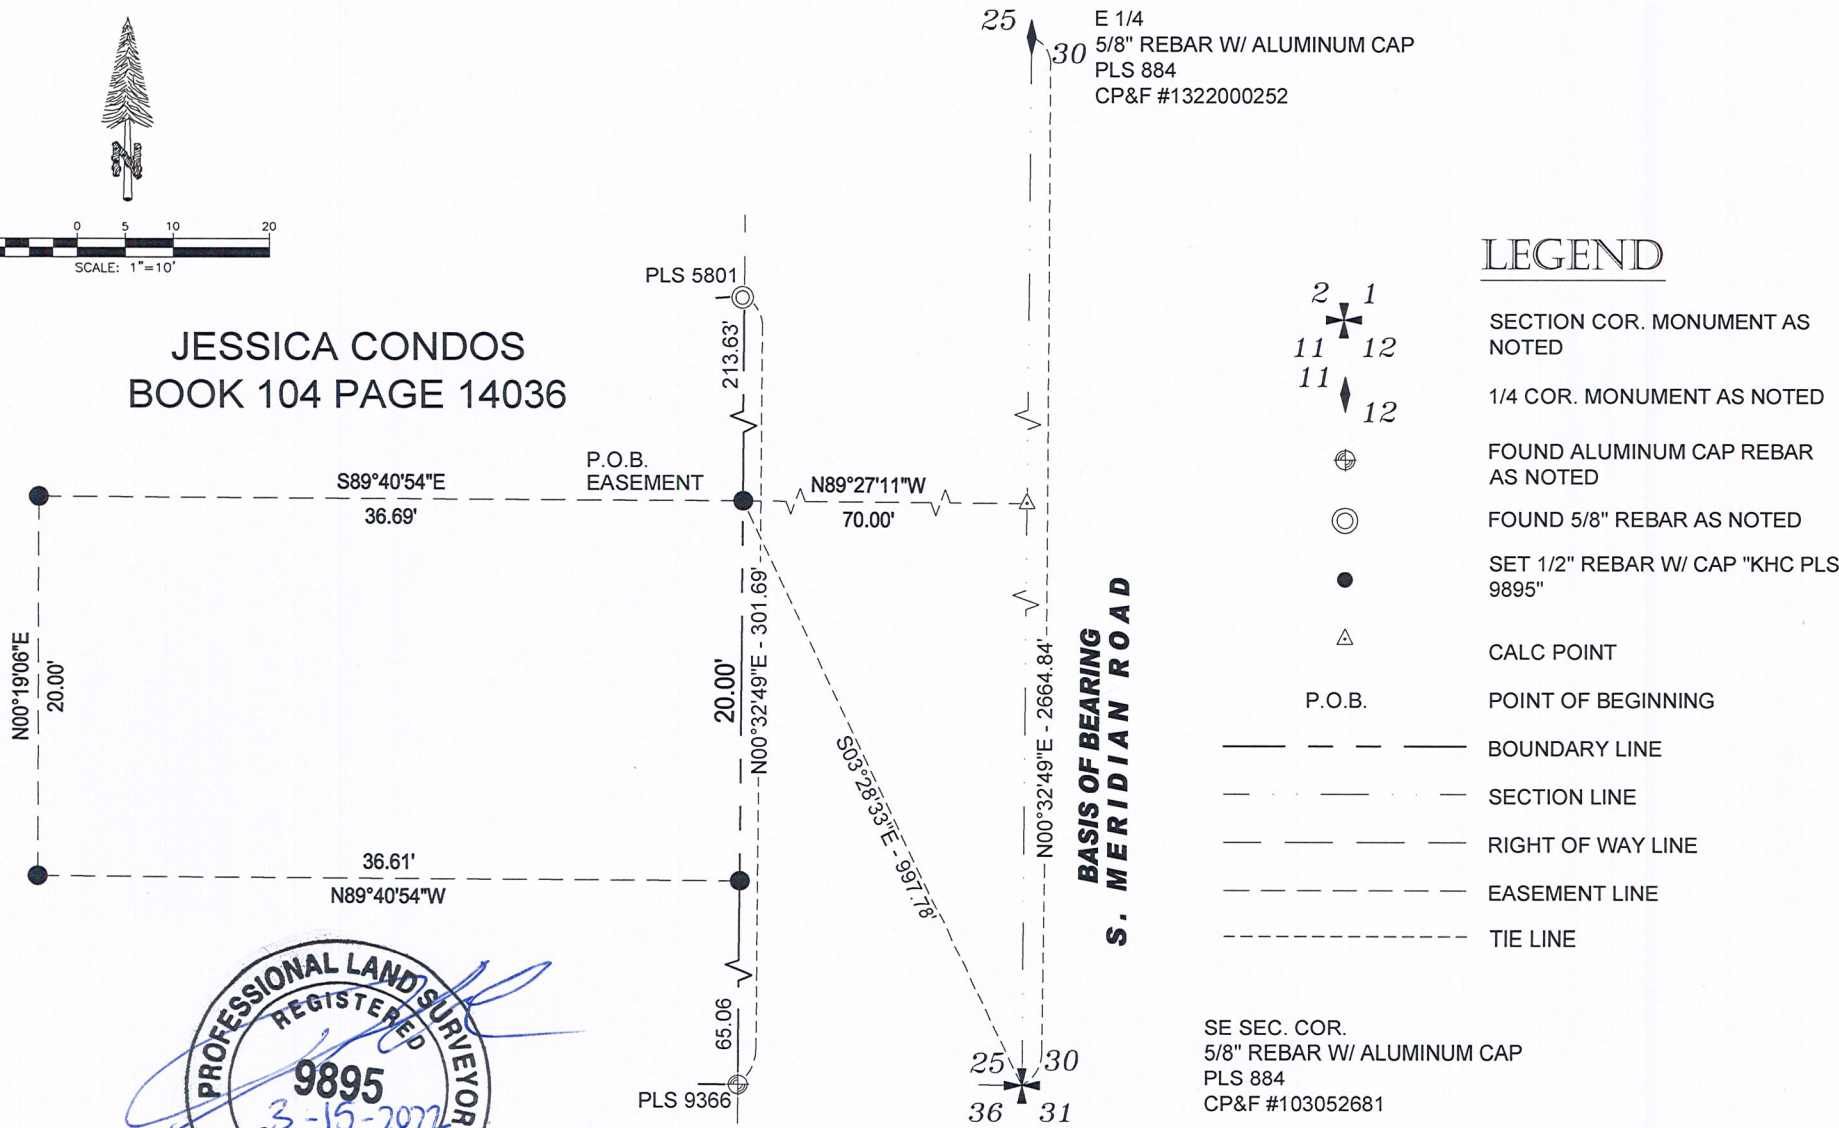 N
0 5 10 20
SCALE: 1"=10'
JESSICA CONDOS
BOOK 104 PAGE 14036
25
30
E 1/4
5/8" REBAR W/ ALUMINUM CAP
PLS 884
CP&F #1322000252
PLS 5801
213.63'
P.O.B.
EASEMENT
S89°40'54"E
36.69'
N89°27'11"W
70.00'
N00°19'06"E
20.00'
20.00'
N00°32'49"E - 301.69'
S03°28'33"E - 997.78'
N00°32'49"E - 2664.84'
BASIS OF BEARING
S. MERIDIAN ROAD
36.61'
N89°40'54"W
65.06
PLS 9366
25 30
36 31
SE SEC. COR.
5/8" REBAR W/ ALUMINUM CAP
PLS 884
CP&F #103052681
PROFESSIONAL LAND SURVEYOR
REGISTERED
9895
3-15-2022
LEGEND
2 1
11 12
SECTION COR. MONUMENT AS
NOTED
11
12
1/4 COR. MONUMENT AS NOTED
FOUND ALUMINUM CAP REBAR
AS NOTED
FOUND 5/8" REBAR AS NOTED
SET 1/2" REBAR W/ CAP "KHC PLS
9895"
CALC POINT
P.O.B. POINT OF BEGINNING
BOUNDARY LINE
SECTION LINE
RIGHT OF WAY LINE
EASEMENT LINE
TIE LINE